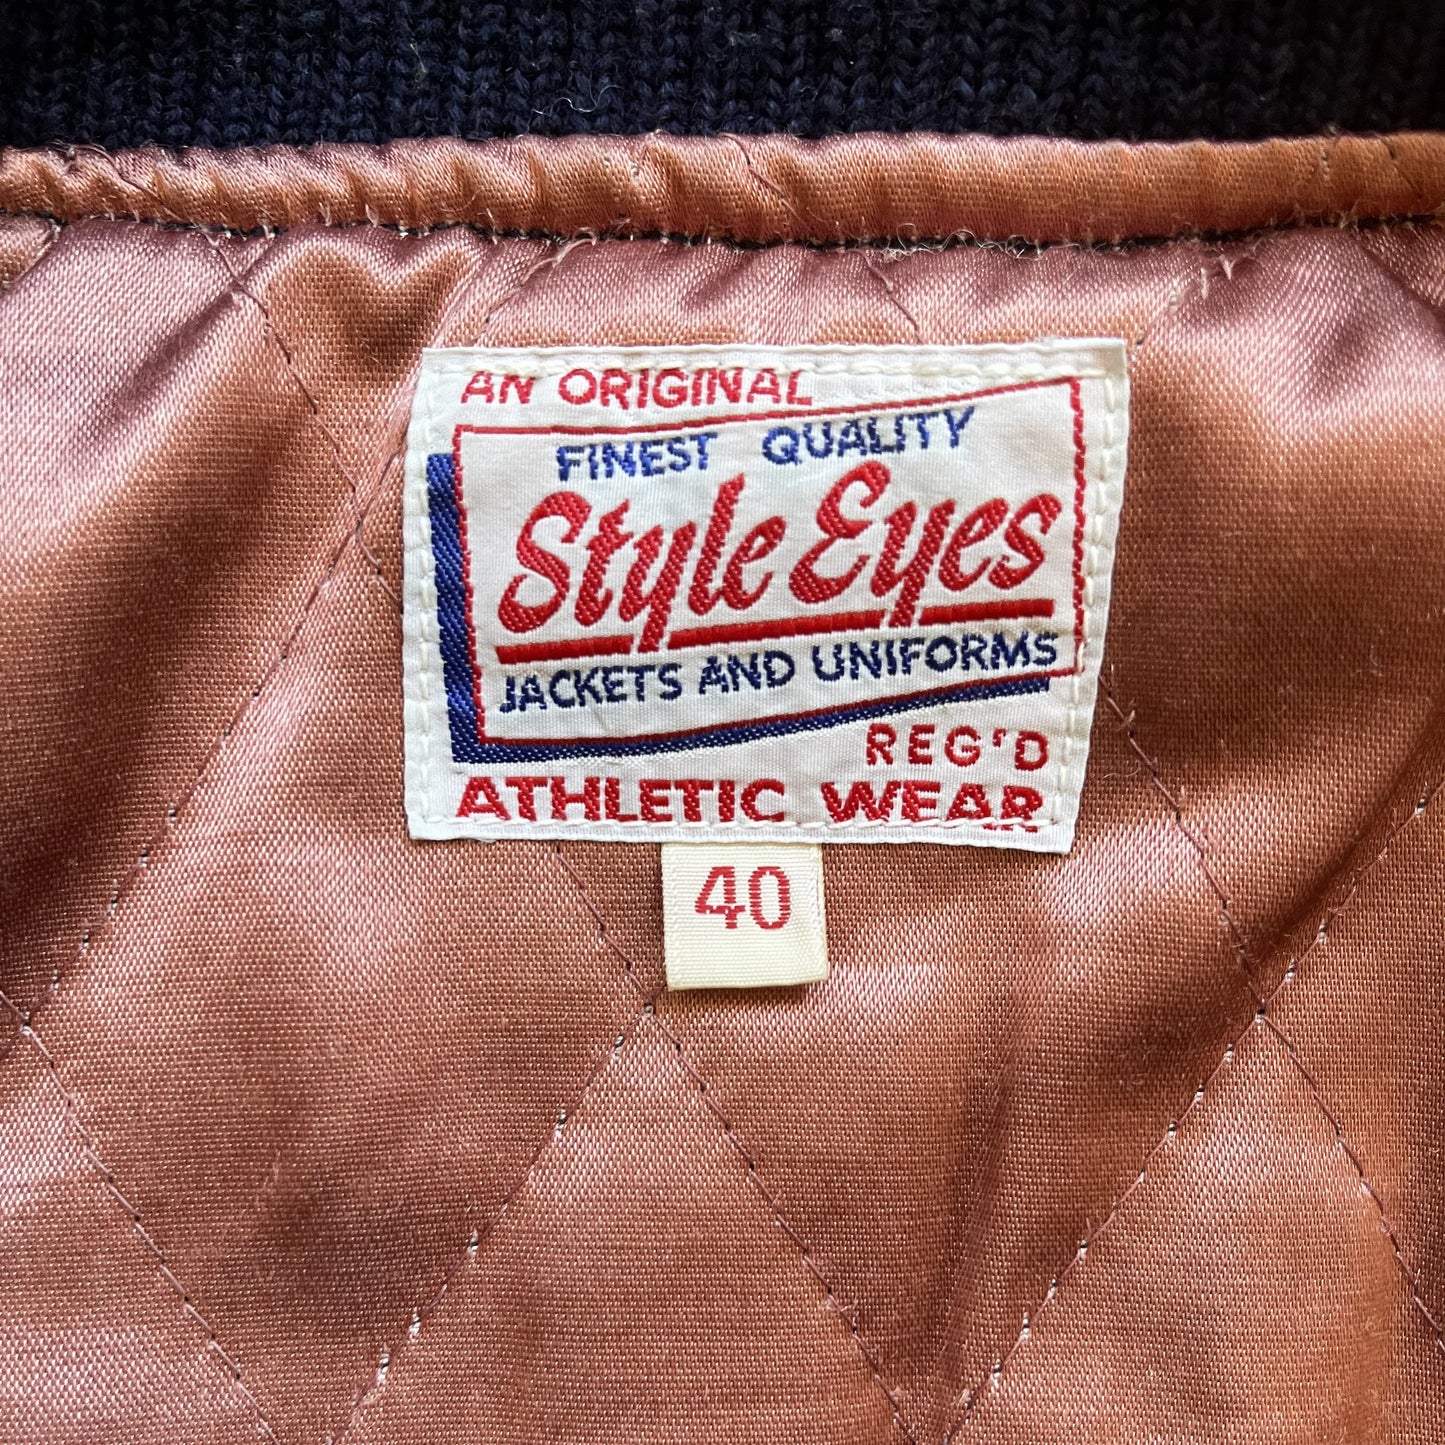 AN ORIGINAL
FINEST QUALITY
Style Eyes
JACKETS AND UNIFORMS
REG'D
ATHLETIC WEAR
40